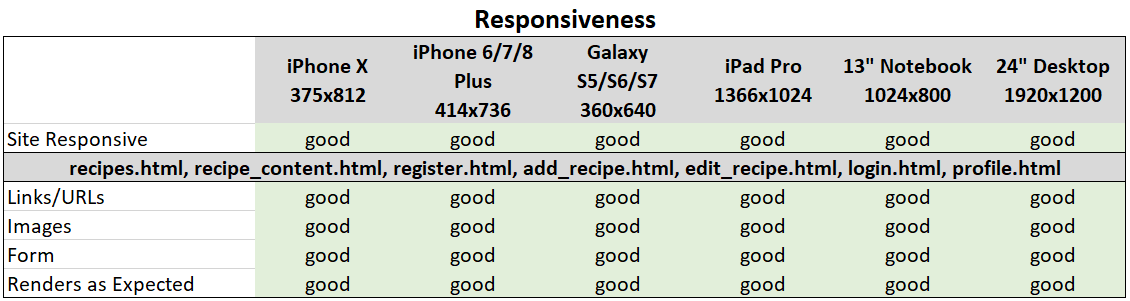 Responsiveness
iPhone X 375x812 iPhone 6/7/8 Plus 414x736 Galaxy S5/S6/S7 360x640 iPad Pro 1366x1024 13" Notebook 1024x800 24" Desktop 1920x1200
Site Responsive good good good good good good
recipes.html, recipe_content.html, register.html, add_recipe.html, edit_recipe.html, login.html, profile.html
Links/URLs good good good good good good
Images good good good good good good
Form good good good good good good
Renders as Expected good good good good good good